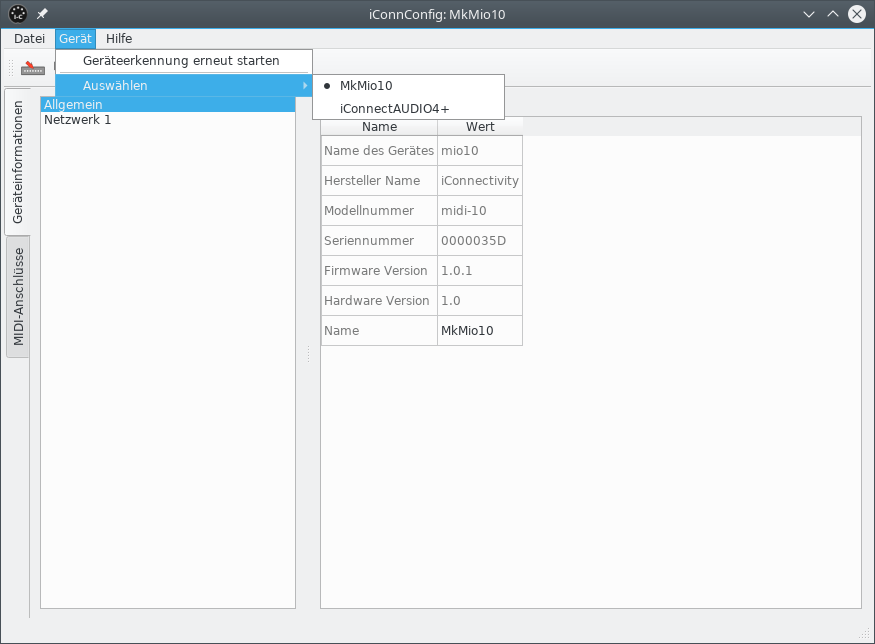 iConnConfig: MkMio10
Datei Gerät Hilfe
Geräteerkennung erneut starten
Auswählen
MkMio10
iConnectAUDIO4+
Geräteinformationen
MIDI-Anschlüsse
Allgemein
Netzwerk 1
Name Wert
Name des Gerätes mio10
Hersteller Name iConnectivity
Modellnummer midi-10
Seriennummer 0000035D
Firmware Version 1.0.1
Hardware Version 1.0
Name MkMio10